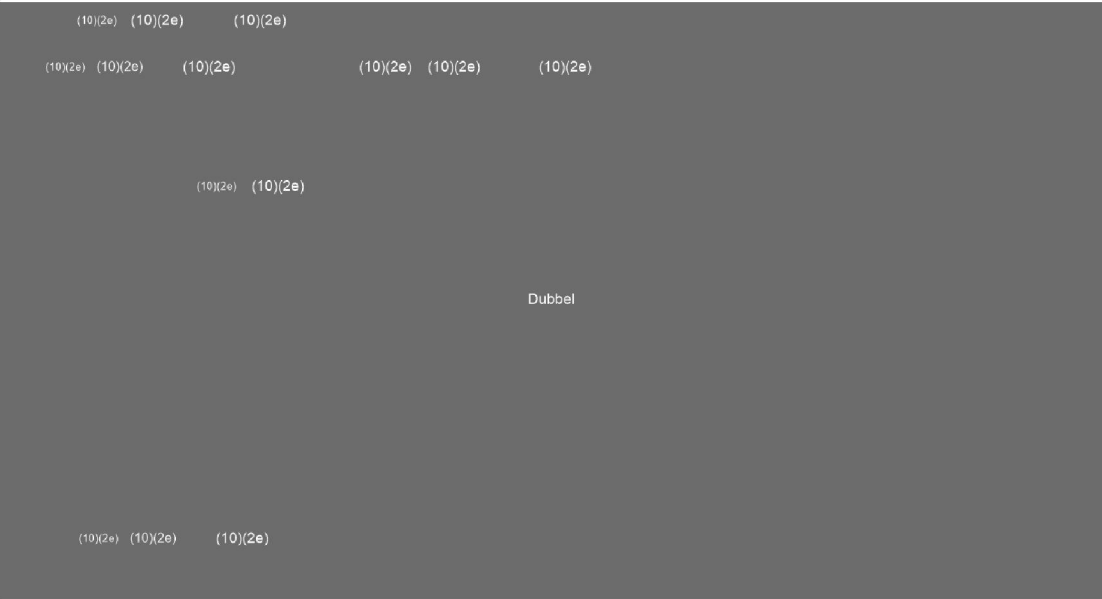 (10)(2e) (10)(2e) (10)(2e)
(10)(2e) (10)(2e) (10)(2e) (10)(2e) (10)(2e) (10)(2e)
(10)(2e) (10)(2e)
Dubbel
(10)(2e) (10)(2e) (10)(2e)